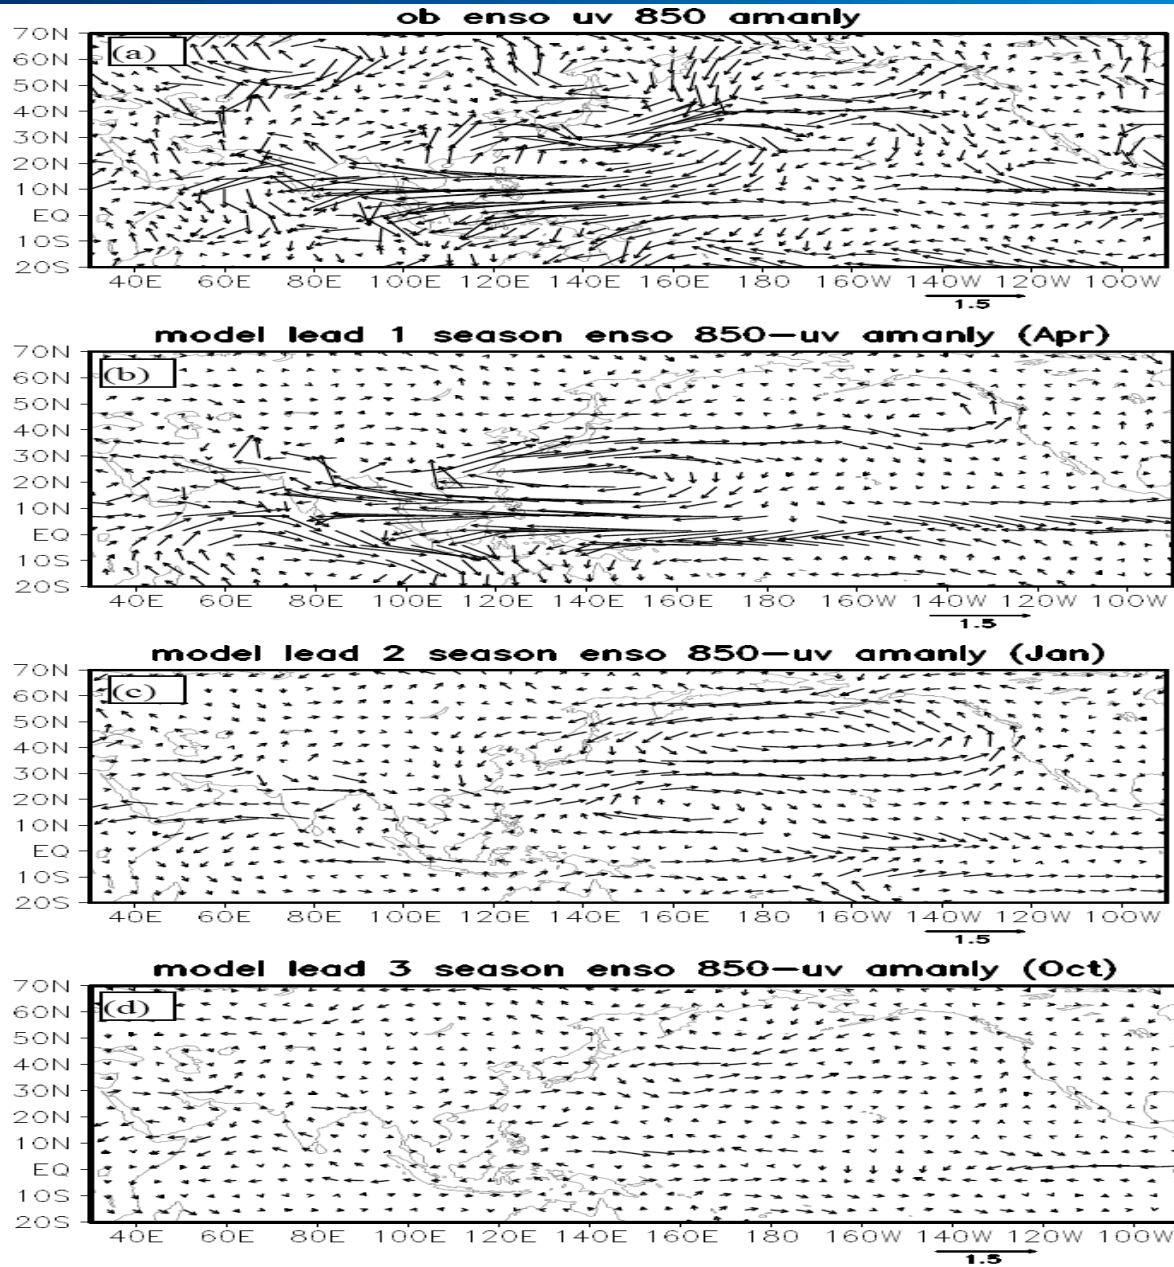 ob enso uv 850 amanly
(a)
70N
60N
50N
40N
30N
20N
10N
EQ
10S
20S
40E 60E 80E 100E 120E 140E 160E 180 160W 140W 120W 100W
1.5
model lead 1 season enso 850-uv amanly (Apr)
(b)
70N
60N
50N
40N
30N
20N
10N
EQ
10S
20S
40E 60E 80E 100E 120E 140E 160E 180 160W 140W 120W 100W
1.5
model lead 2 season enso 850-uv amanly (Jan)
(c)
70N
60N
50N
40N
30N
20N
10N
EQ
10S
20S
40E 60E 80E 100E 120E 140E 160E 180 160W 140W 120W 100W
1.5
model lead 3 season enso 850-uv amanly (Oct)
(d)
70N
60N
50N
40N
30N
20N
10N
EQ
10S
20S
40E 60E 80E 100E 120E 140E 160E 180 160W 140W 120W 100W
1.5